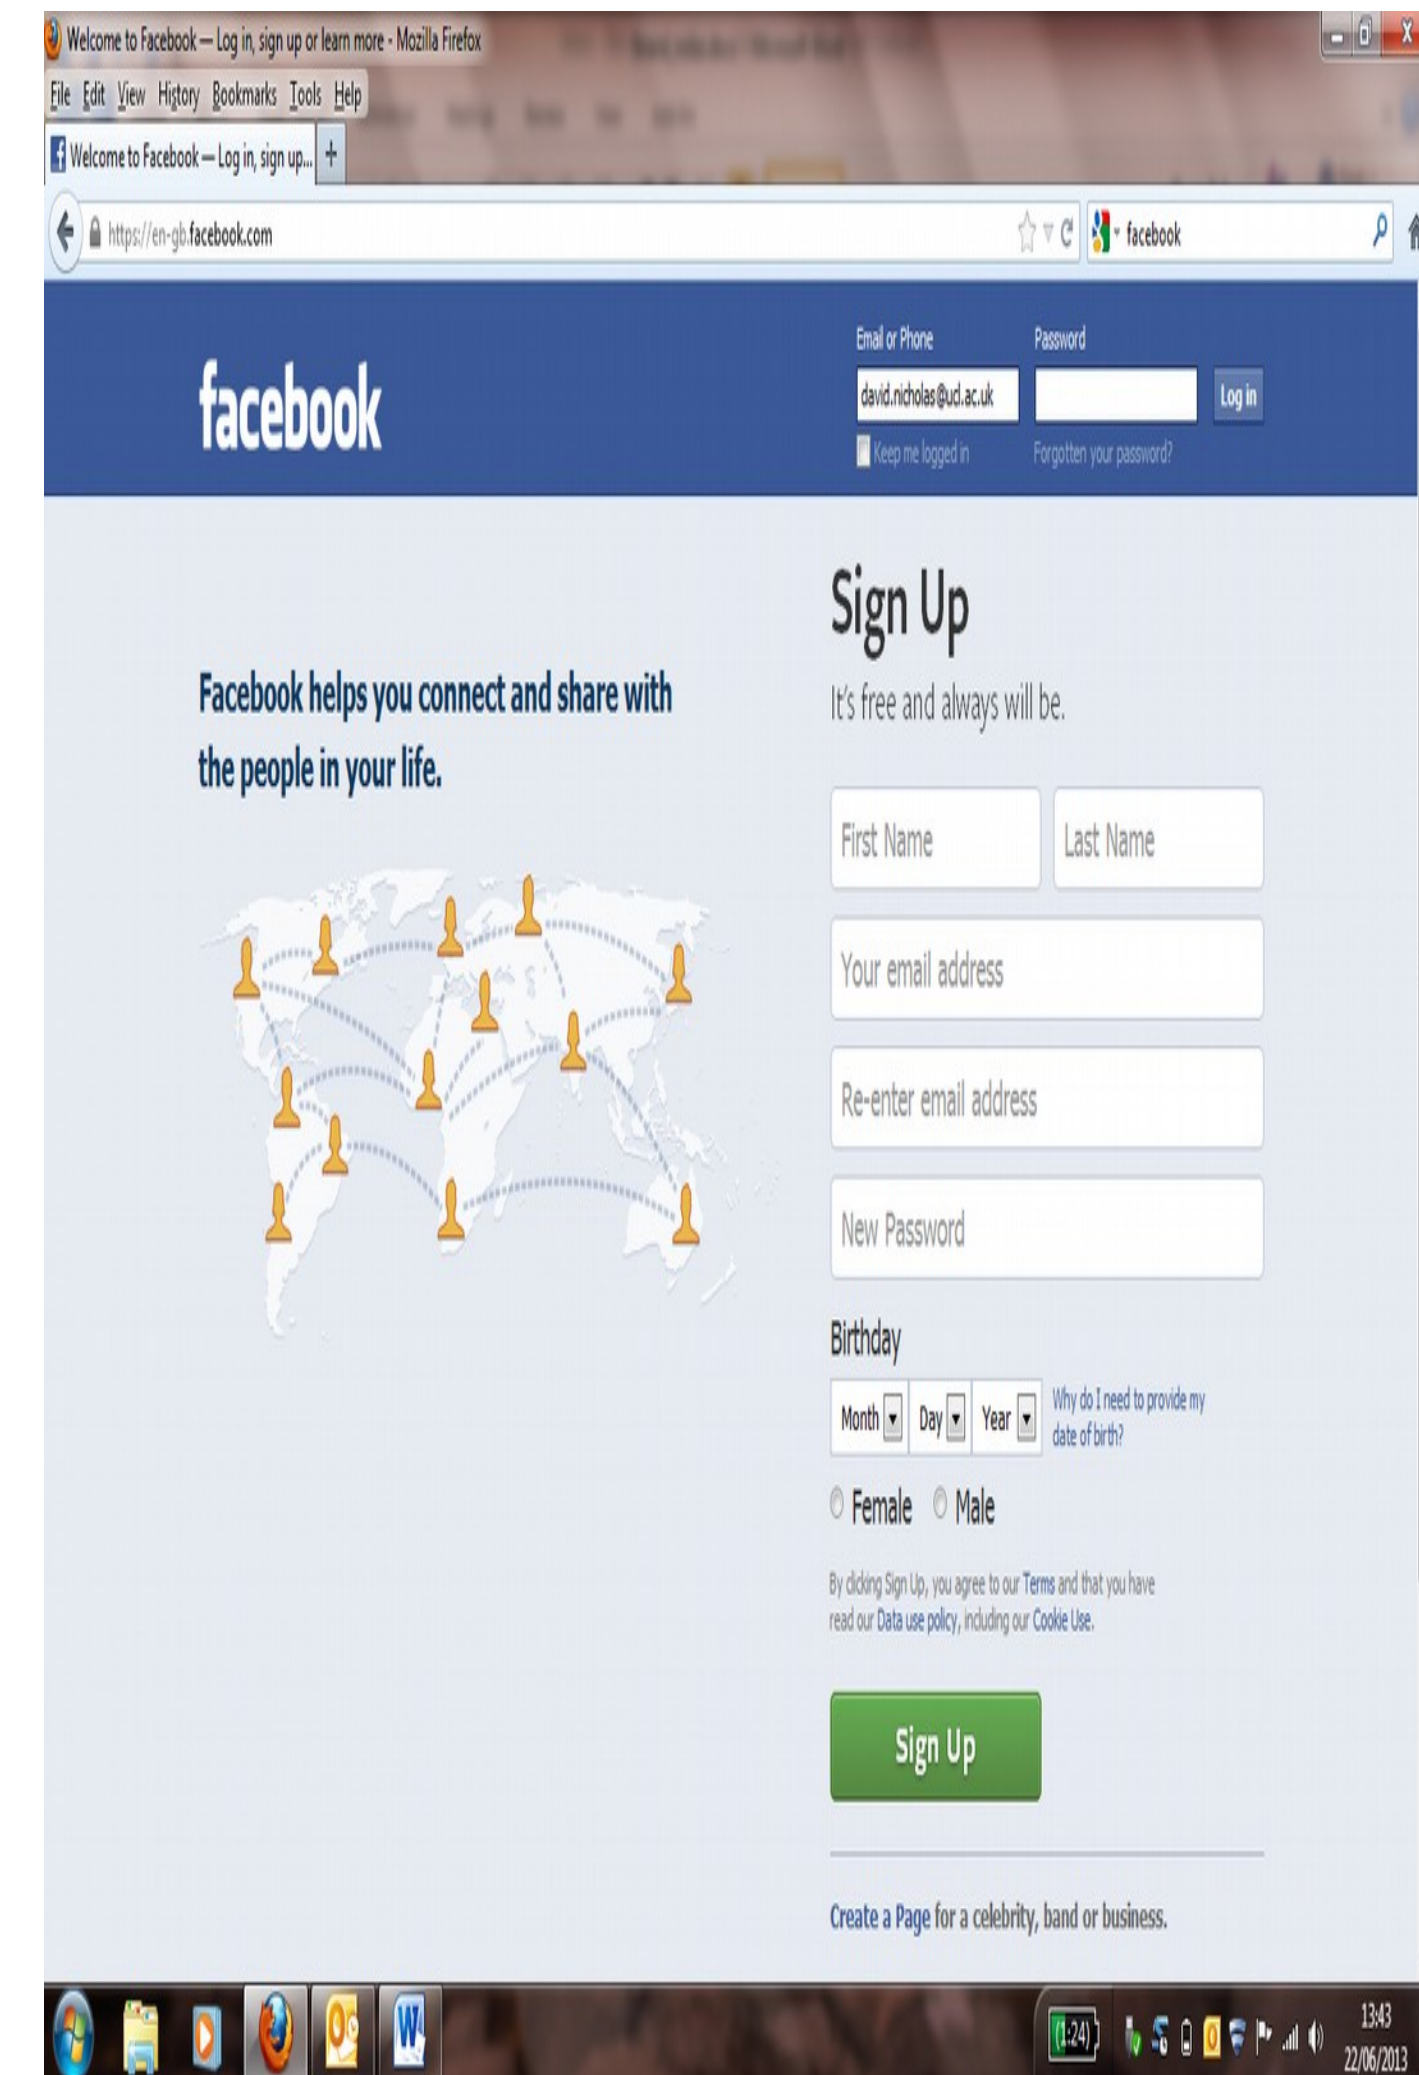 Welcome to Facebook — Log in, sign up or learn more - Mozilla Firefox
File Edit View History Bookmarks Tools Help
Welcome to Facebook — Log in, sign up... +
https://en-gb.facebook.com
facebook
Email or Phone Password
facebook
david.nicholas@ucl.ac.uk Log in
Keep me logged in Forgotten your password?
Sign Up
It's free and always will be.
Facebook helps you connect and share with
the people in your life.
First Name Last Name
Your email address
Re-enter email address
New Password
Birthday
Month Day Year
Why do I need to provide my
date of birth?
Female Male
By clicking Sign Up, you agree to our Terms and that you have
read our Data use policy, including our Cookie Use.
Sign Up
Create a Page for a celebrity, band or business.
(1:24)
13:43
22/06/2013